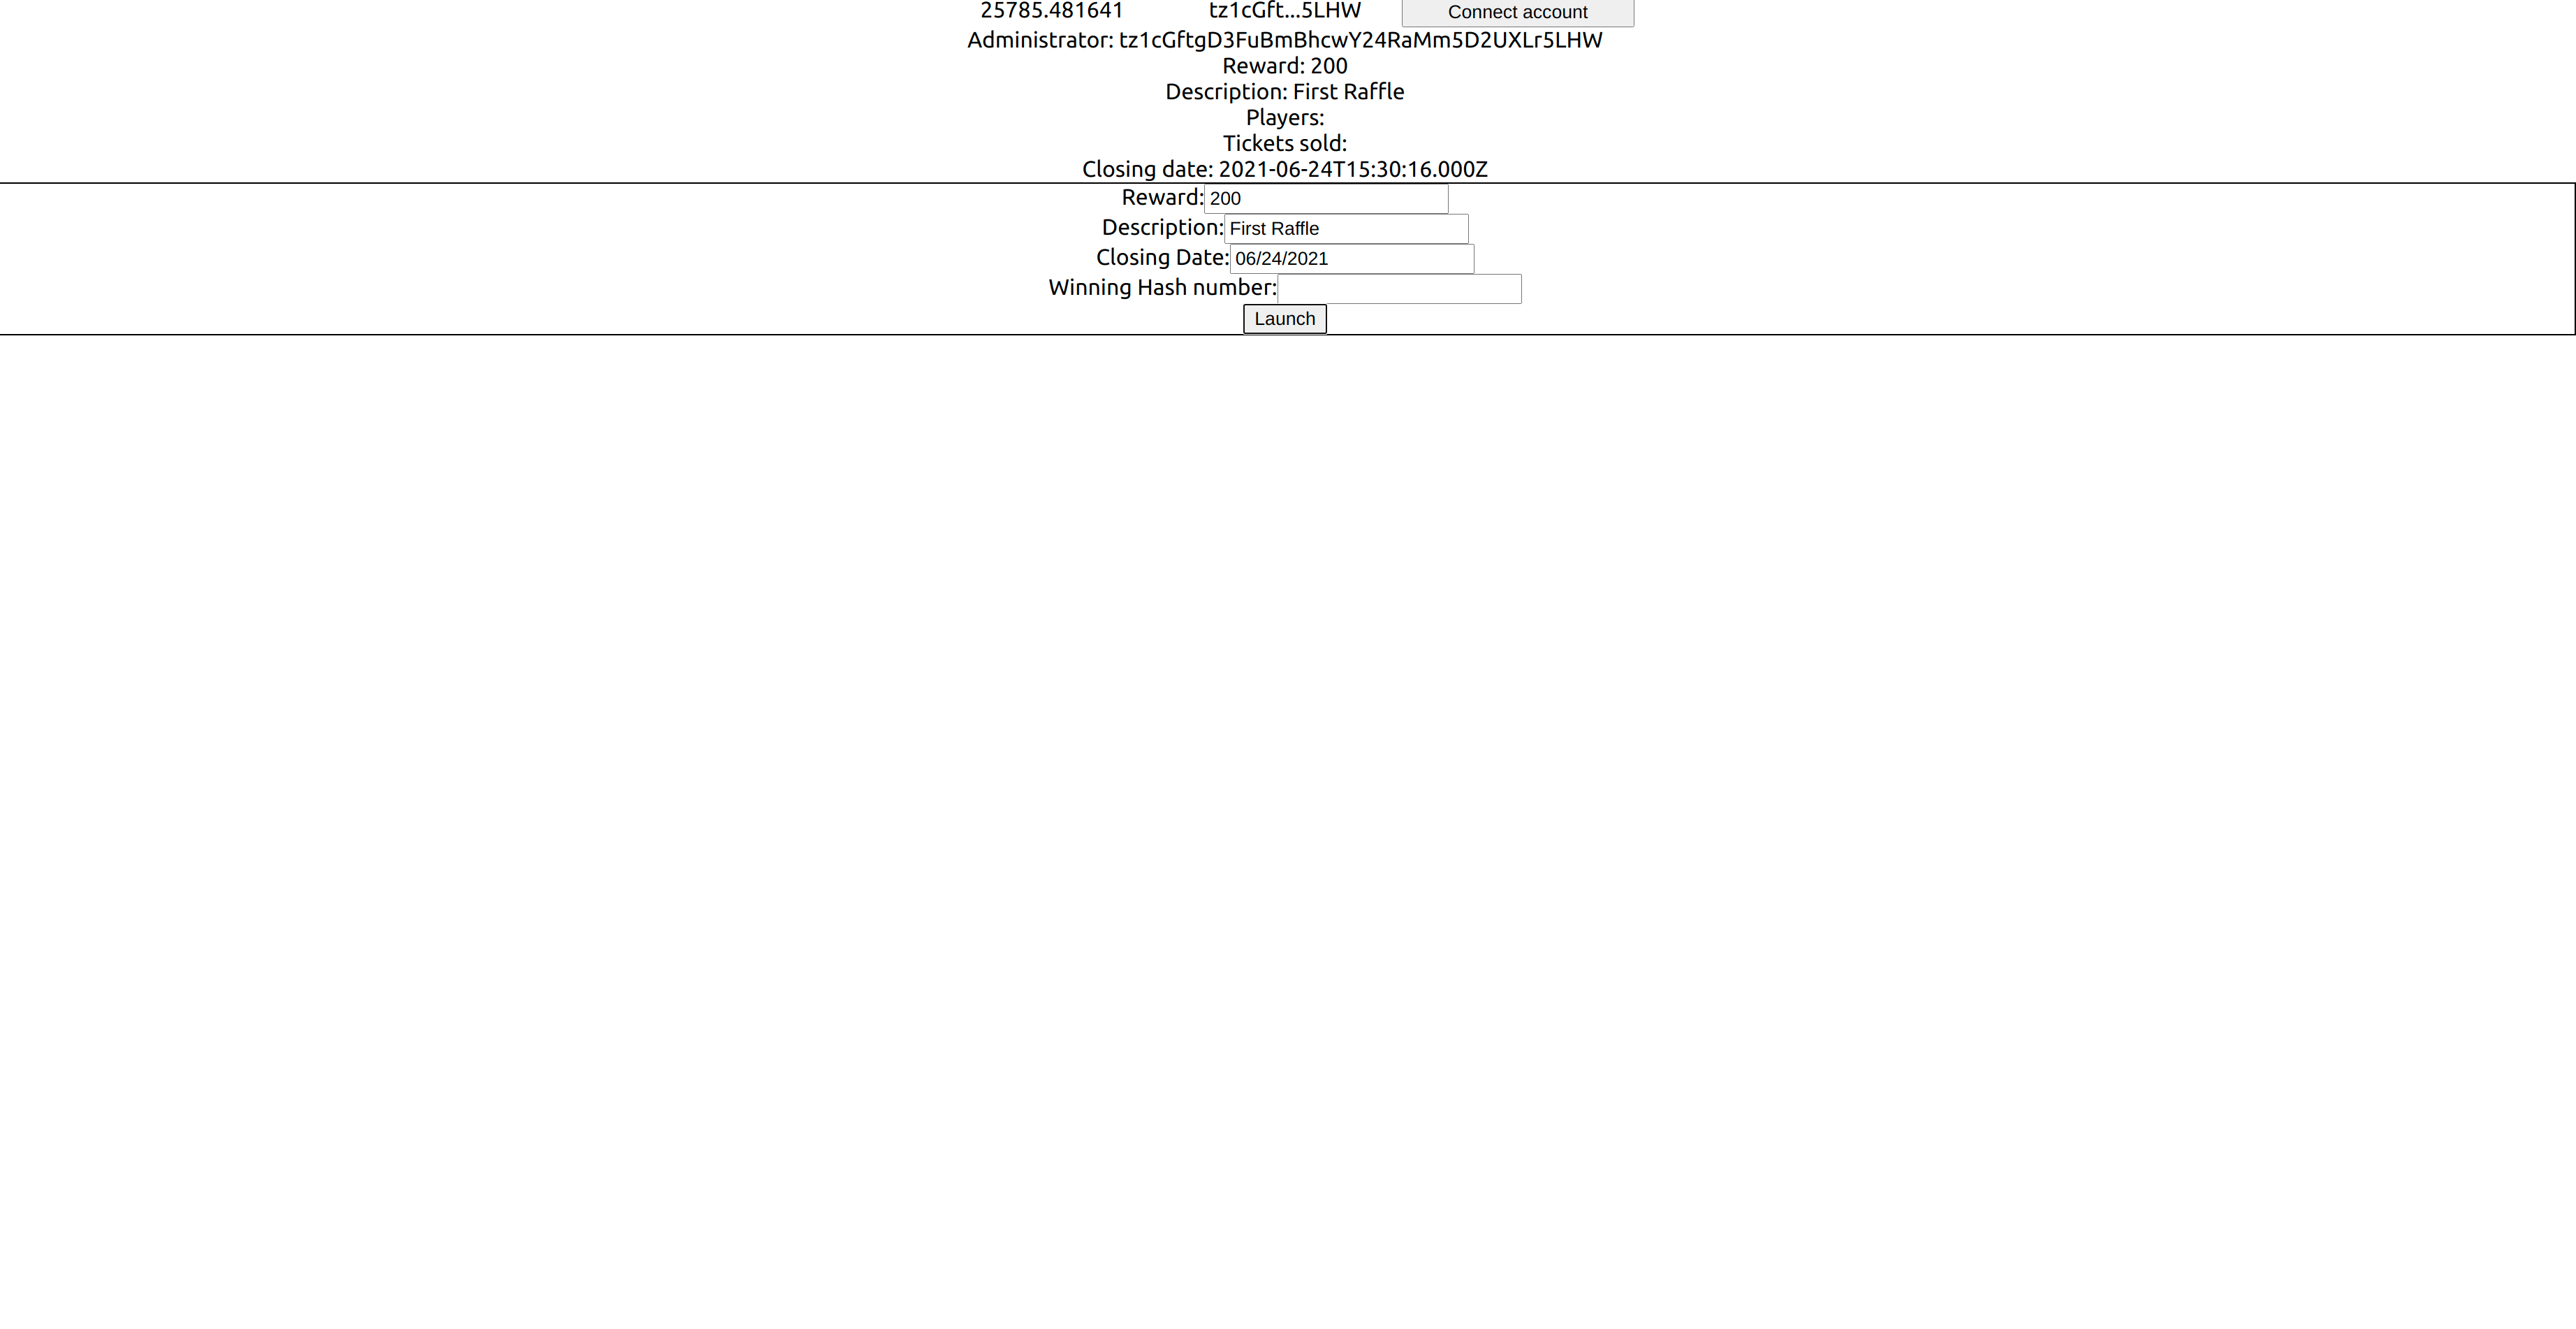 25785.481641 tz1cGft...5LHW Connect account
Administrator: tz1cGftgD3FuBmBhcwY24RaMm5D2UXLr5LHW
Reward: 200
Description: First Raffle
Players:
Tickets sold:
Closing date: 2021-06-24T15:30:16.000Z
Reward: 200
Description: First Raffle
Closing Date: 06/24/2021
Winning Hash number:
Launch